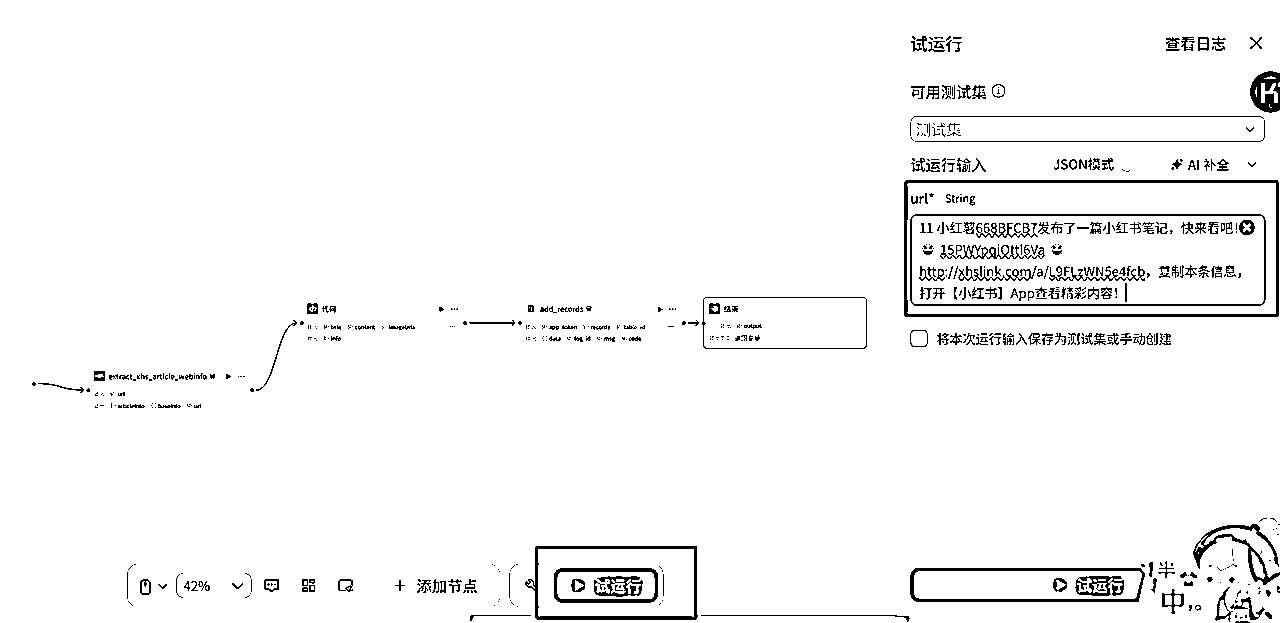 试运行
查看日志
可用测试集
测试集
试运行输入
JSON模式
AI 补全
url* String
11 小红薯668BFCB7发布了一篇小红书笔记，快来看吧!
😆 15PWYpqiOttl6Va 😆
http://xhslink.com/a/L9FLzWN5e4fcb，复制本条信息，
打开【小红书】App查看精彩内容！
将本次运行输入保存为测试集或手动创建
代码
title content
info
add_records
app_token records table_id
data log_id msg code
结束
output
extract_xhs_article_webinfo
url
42%
添加节点
试运行
试运行
半
中